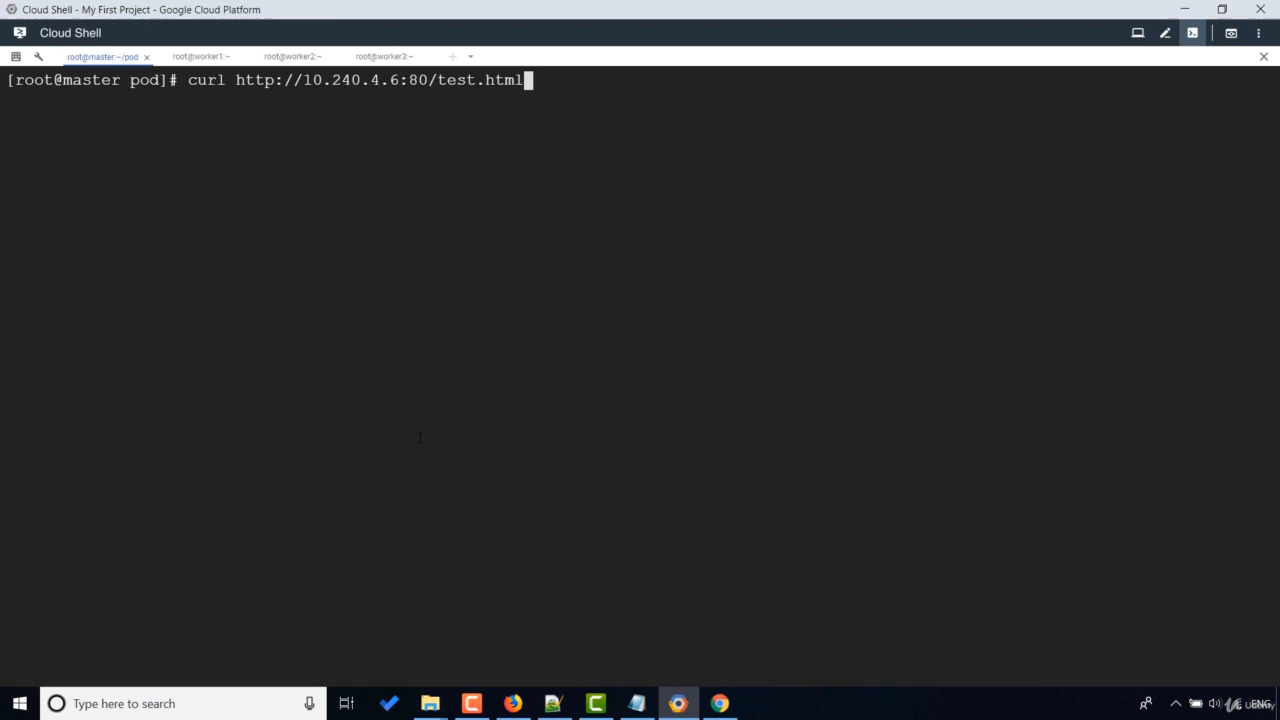 Cloud Shell - My First Project - Google Cloud Platform
Cloud Shell
root@master:~/pod
root@worker1:~
root@worker2:~
root@worker3:~
[root@master pod]# curl http://10.240.4.6:80/test.html
Type here to search
ENG